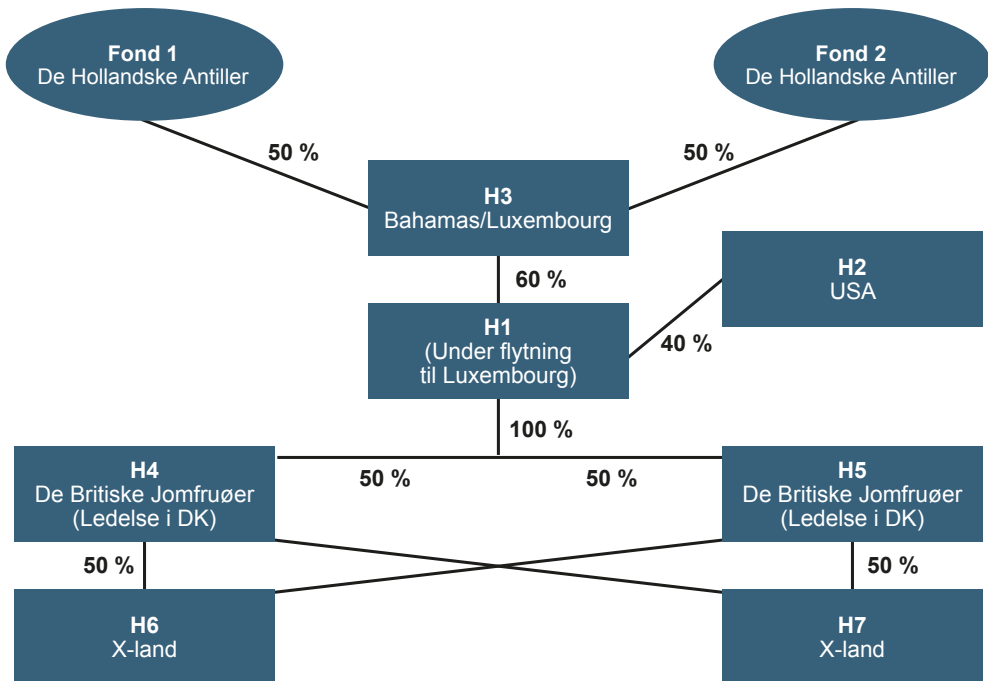 Fond 1
De Hollandske Antiller
Fond 2
De Hollandske Antiller
50 %
50 %
H3
Bahamas/Luxembourg
60 %
H2
USA
H1
(Under flytning
til Luxembourg)
40 %
100 %
H4
De Britiske Jomfruøer
(Ledelse i DK)
50 %
50 %
H5
De Britiske Jomfruøer
(Ledelse i DK)
50 %
50 %
H6
X-land
H7
X-land